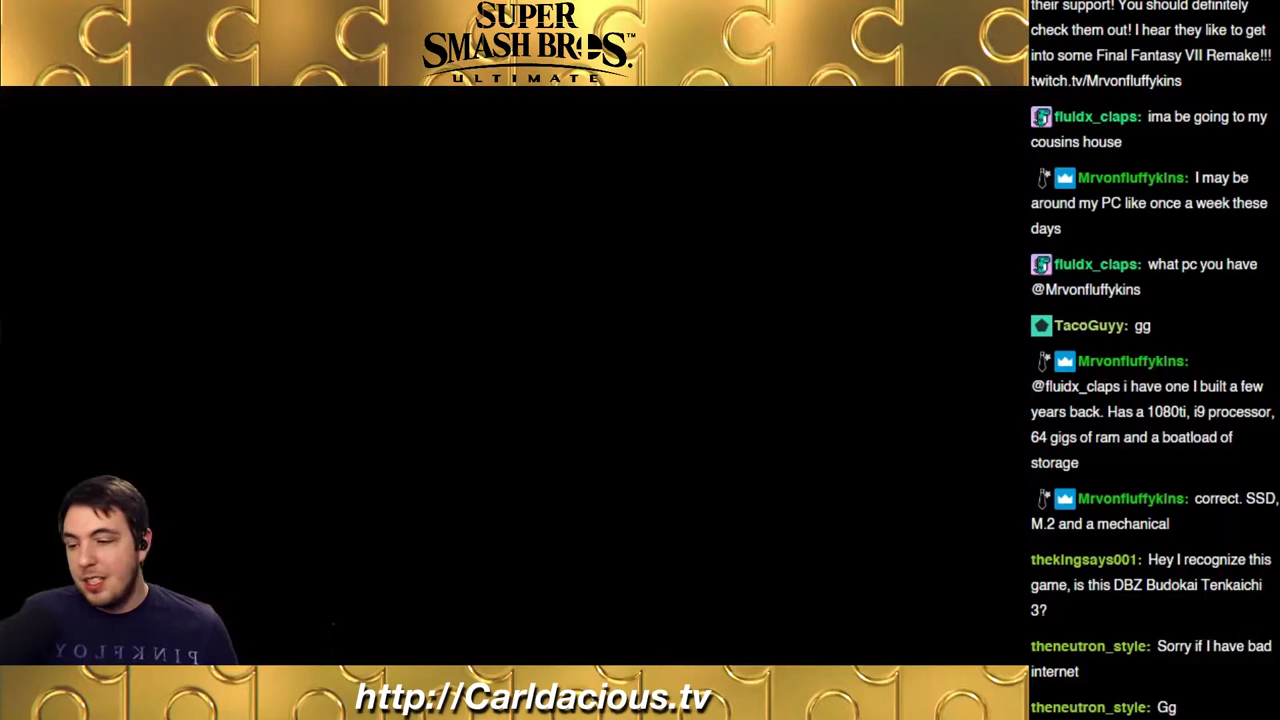 SUPER
SMASH BROS.™
ULTIMATE
their support! You should definitely
check them out! I hear they like to get
into some Final Fantasy VII Remake!!!
twitch.tv/Mrvonfluffykins
fluidx_claps: ima be going to my
cousins house
Mrvonfluffykins: I may be
around my PC like once a week these
days
fluidx_claps: what pc you have
@Mrvonfluffykins
TacoGuyy: gg
Mrvonfluffykins:
@fluidx_claps i have one I built a few
years back. Has a 1080ti, i9 processor,
64 gigs of ram and a boatload of
storage
Mrvonfluffykins: correct. SSD,
M.2 and a mechanical
thekingsays001: Hey I recognize this
game, is this DBZ Budokai Tenkaichi
3?
theneutron_style: Sorry if I have bad
internet
theneutron_style: Gg
PINK FLOY
http://Carldacious.tv